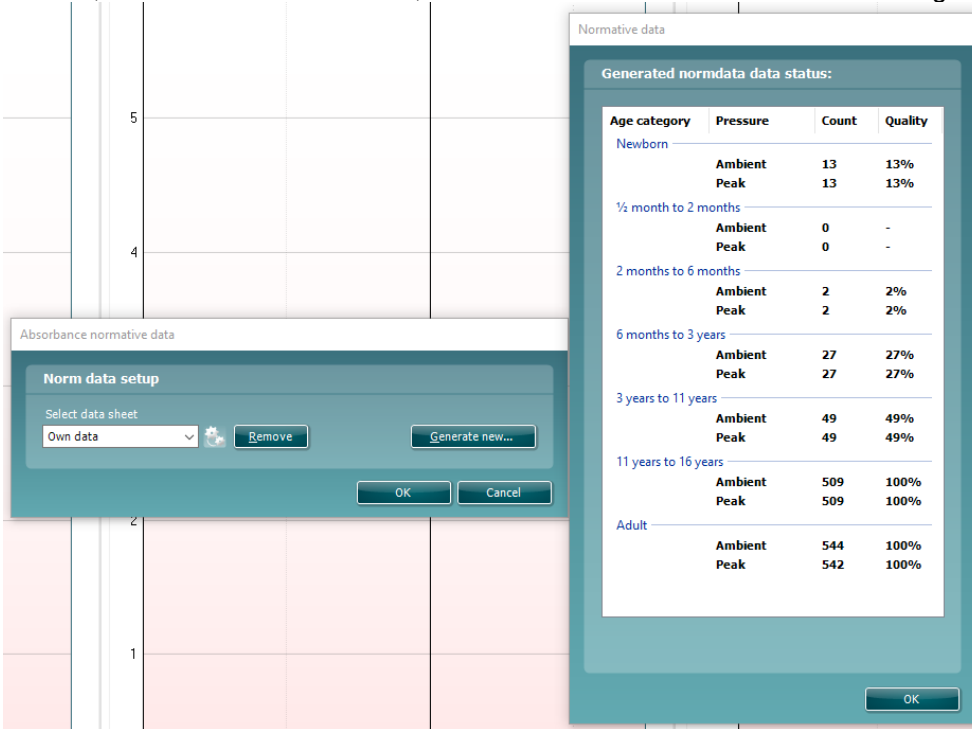 Normative data
Generated normdata data status:
Age category Pressure Count Quality
Newborn
Ambient 13 13%
Peak 13 13%
½ month to 2 months
Ambient 0 -
Peak 0 -
2 months to 6 months
Ambient 2 2%
Peak 2 2%
6 months to 3 years
Ambient 27 27%
Peak 27 27%
3 years to 11 years
Ambient 49 49%
Peak 49 49%
11 years to 16 years
Ambient 509 100%
Peak 509 100%
Adult
Ambient 544 100%
Peak 542 100%
OK
5
4
Absorbance normative data
Norm data setup
Select data sheet
Own data Remove Generate new...
OK Cancel
2
1